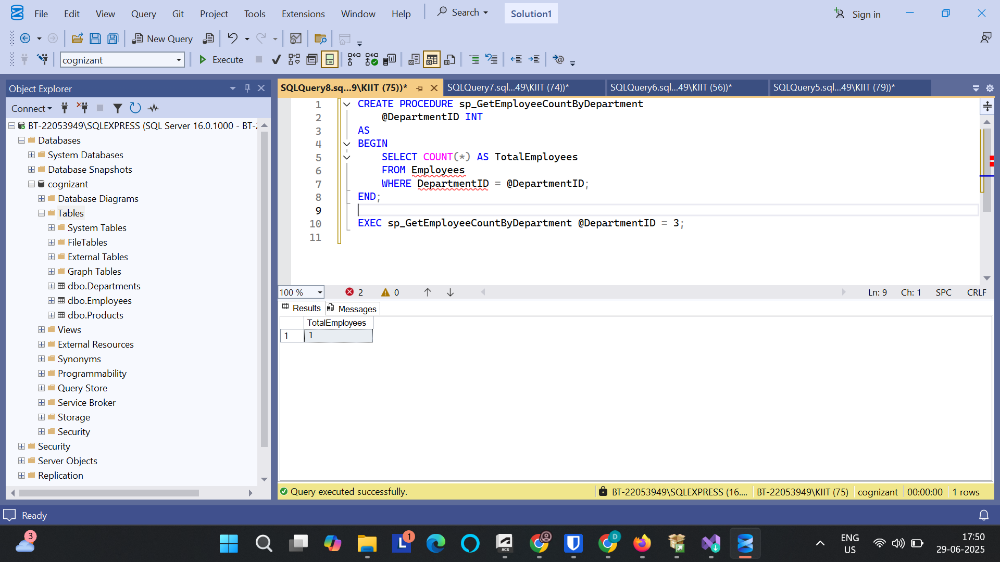 File Edit View Query Git Project Tools Extensions Window Help Search Solution1 Sign in
New Query
cognizant Execute
Object Explorer
Connect
BT-22053949\SQLEXPRESS (SQL Server 16.0.1000 - BT-2
Databases
System Databases
Database Snapshots
cognizant
Database Diagrams
Tables
System Tables
FileTables
External Tables
Graph Tables
dbo.Departments
dbo.Employees
dbo.Products
Views
External Resources
Synonyms
Programmability
Query Store
Service Broker
Storage
Security
Security
Server Objects
Replication
SQLQuery8.sq...9\KIIT (75))* SQLQuery7.sql...49\KIIT (74))* SQLQuery6.sql...49\KIIT (56))* SQLQuery5.sql...49\KIIT (79))*
1 CREATE PROCEDURE sp_GetEmployeeCountByDepartment
2 @DepartmentID INT
3 AS
4 BEGIN
5 SELECT COUNT(*) AS TotalEmployees
6 FROM Employees
7 WHERE DepartmentID = @DepartmentID;
8 END;
9
10 EXEC sp_GetEmployeeCountByDepartment @DepartmentID = 3;
11
100 % 2 0 Ln: 9 Ch: 1 SPC CRLF
Results Messages
TotalEmployees
1 1
Query executed successfully. BT-22053949\SQLEXPRESS (16.... BT-22053949\KIIT (75) cognizant 00:00:00 1 rows
Ready
3 L 1 ACS D ENG 17:50
US 29-06-2025